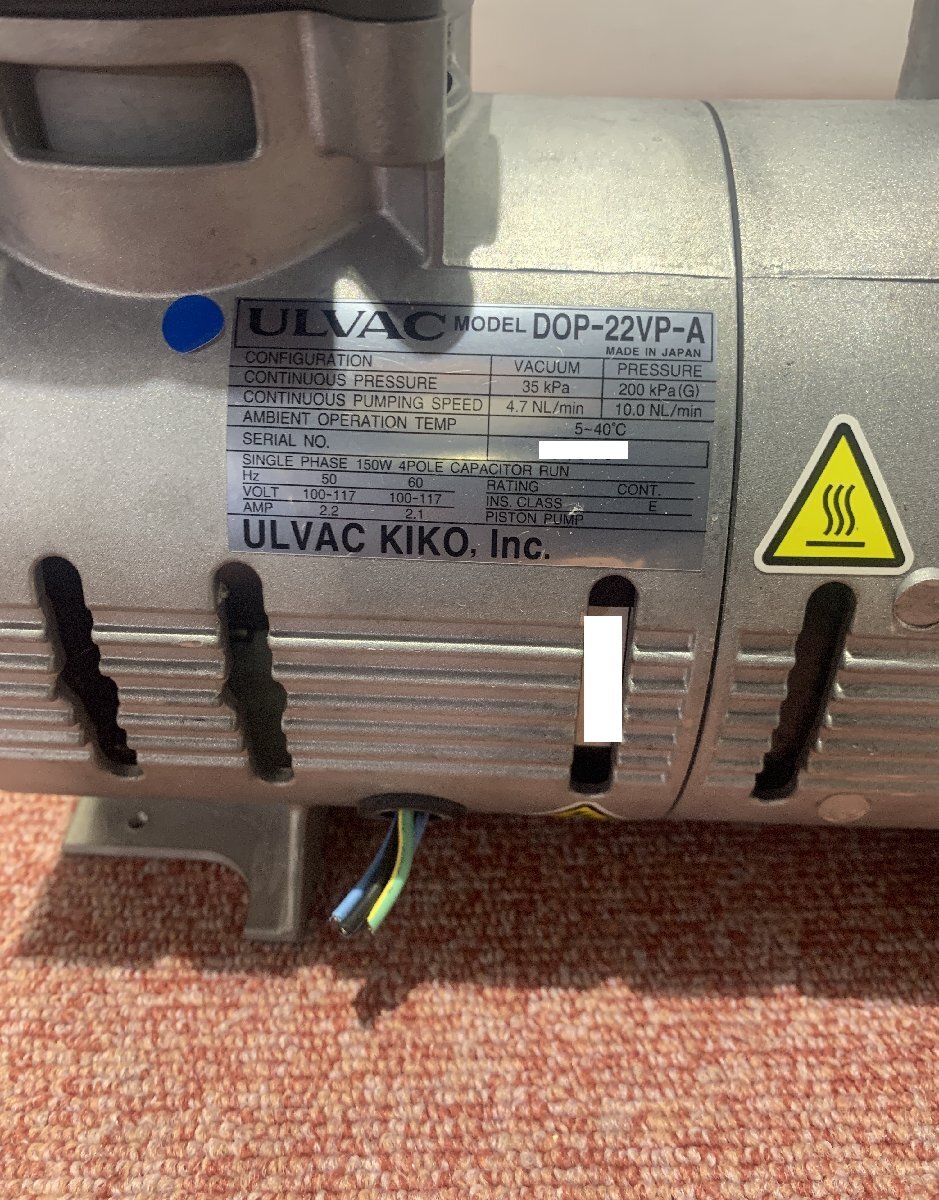 ULVAC MODEL DOP-22VP-A
MADE IN JAPAN
CONFIGURATION VACUUM PRESSURE
CONTINUOUS PRESSURE 35 kPa 200 kPa(G)
CONTINUOUS PUMPING SPEED 4.7 NL/min 10.0 NL/min
AMBIENT OPERATION TEMP 5~40℃
SERIAL NO.
SINGLE PHASE 150W 4POLE CAPACITOR RUN
Hz 50 60 RATING CONT.
VOLT 100-117 100-117 INS. CLASS E
AMP 2.2 2.1 PISTON PUMP
ULVAC KIKO, Inc.